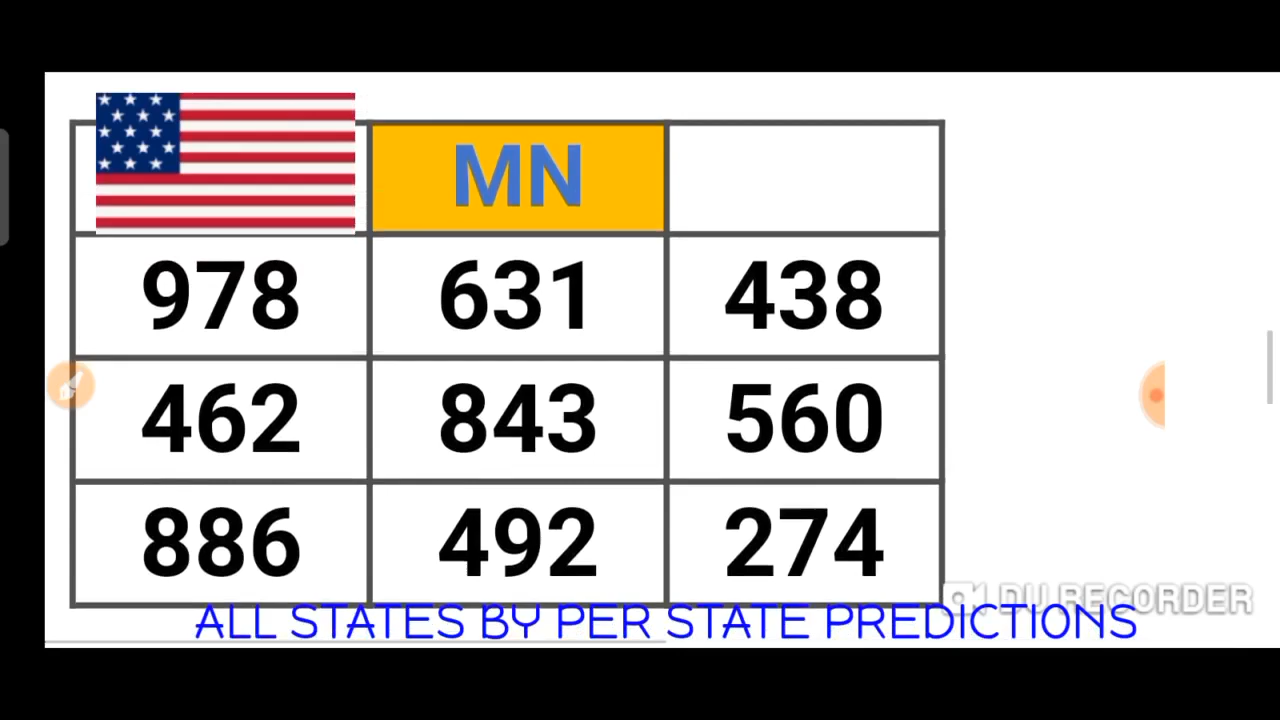 MN
978 631 438
462 843 560
886 492 274
DU RECORDER
ALL STATES BY PER STATE PREDICTIONS